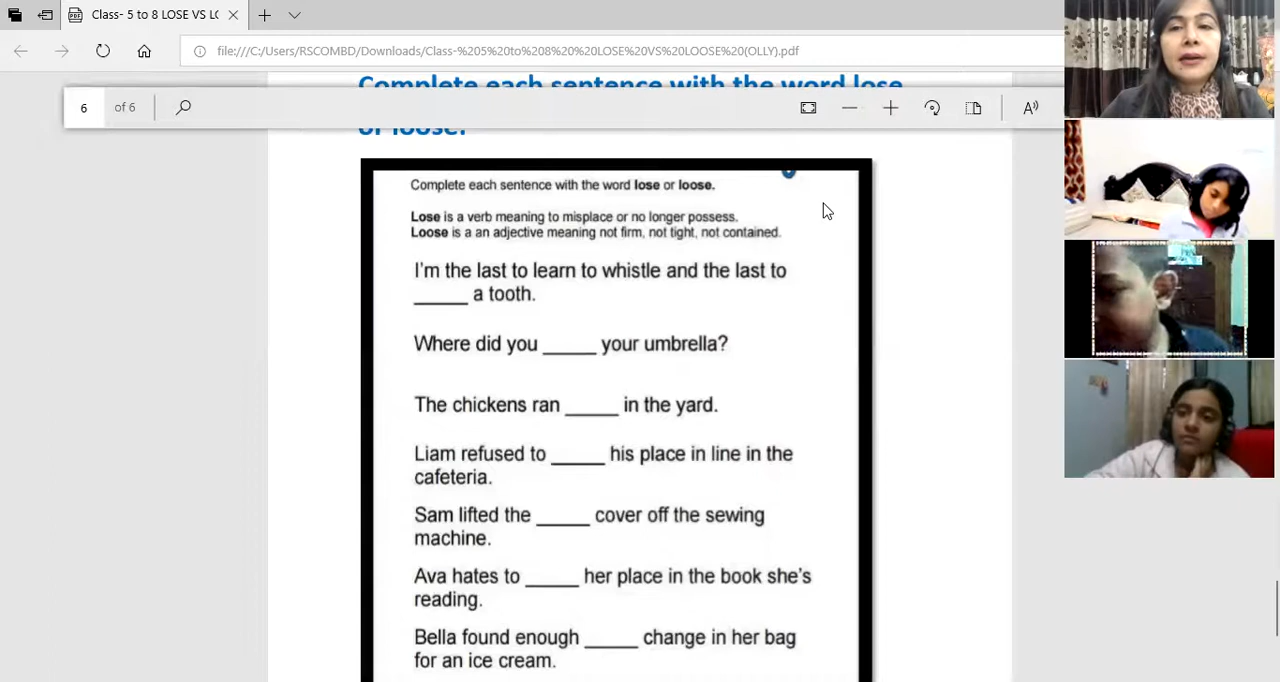 Class- 5 to 8 LOSE VS LO
file:///C:/Users/RSCOMBD/Downloads/Class-%205%20to%208%20%20LOSE%20VS%20LOOSE%20(OLLY).pdf
Complete each sentence with the word lose
6 of 6
or loose.
Complete each sentence with the word lose or loose.
Lose is a verb meaning to misplace or no longer possess.
Loose is a an adjective meaning not firm, not tight, not contained.
I'm the last to learn to whistle and the last to
_____ a tooth.
Where did you _____ your umbrella?
The chickens ran _____ in the yard.
Liam refused to _____ his place in line in the
cafeteria.
Sam lifted the _____ cover off the sewing
machine.
Ava hates to _____ her place in the book she's
reading.
Bella found enough _____ change in her bag
for an ice cream.